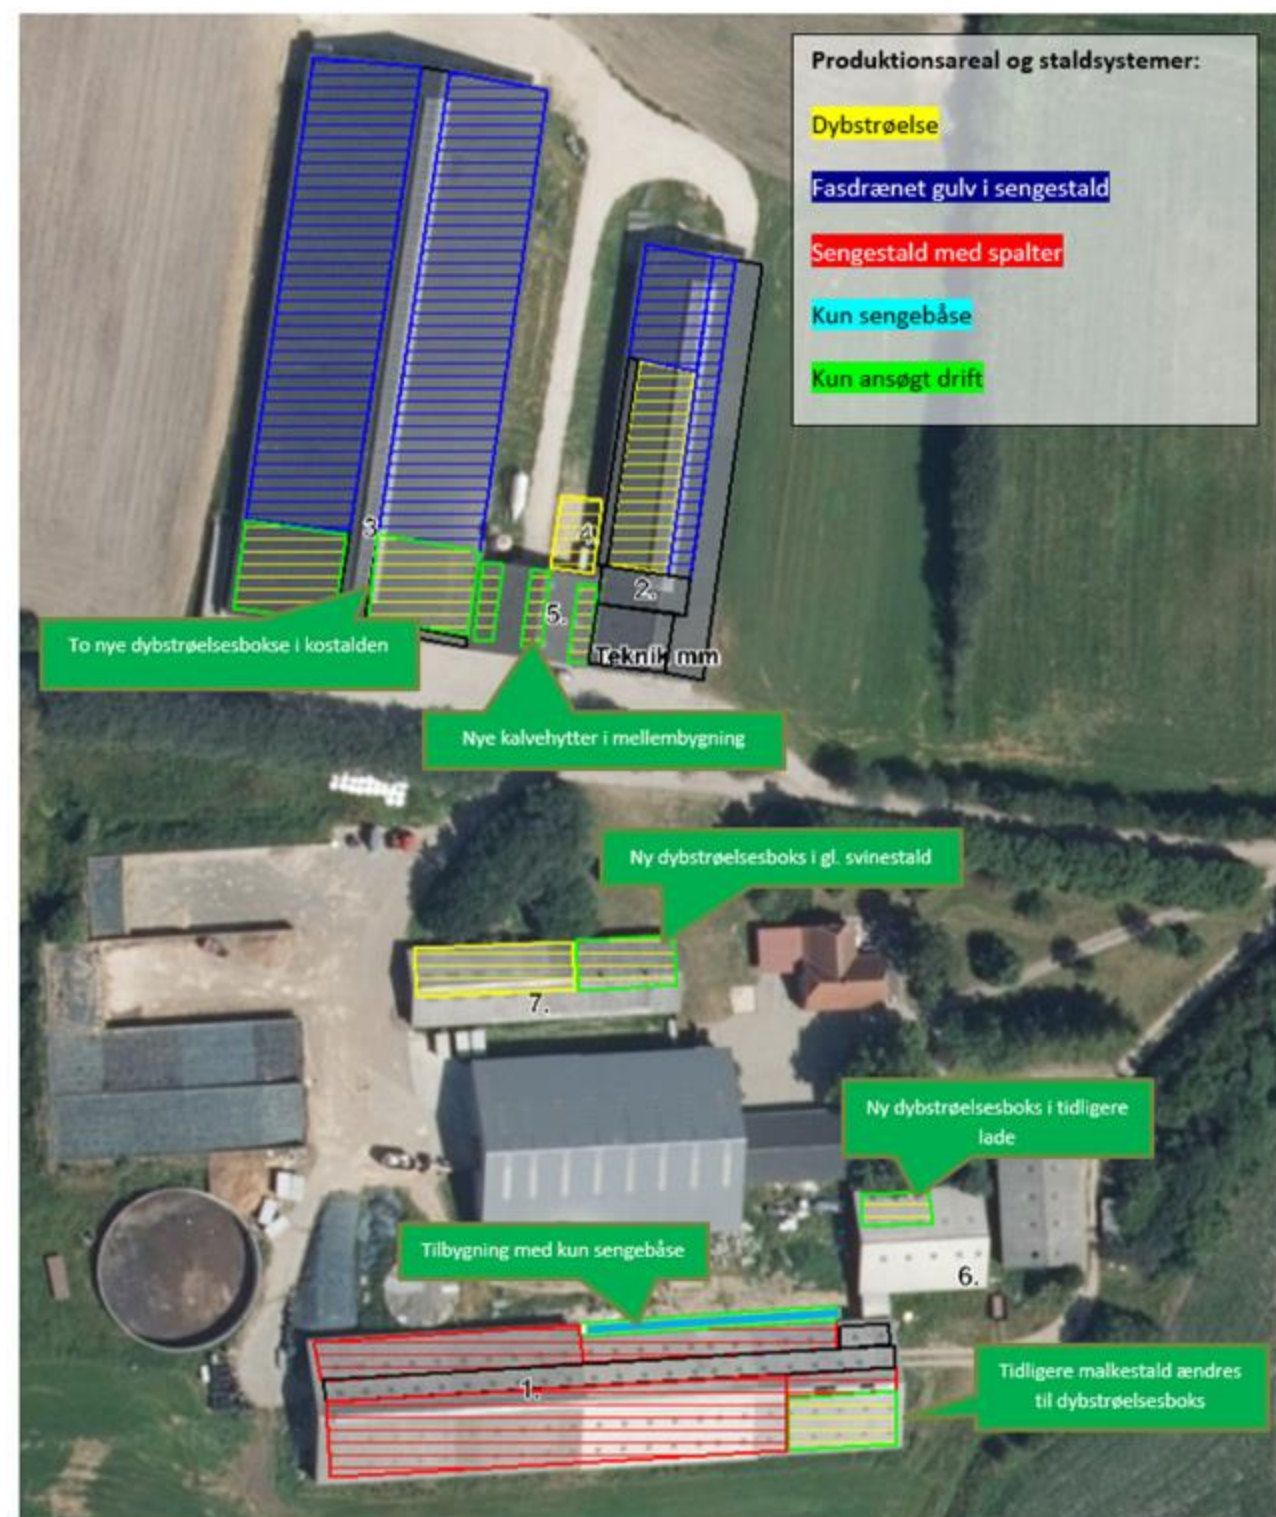 Produktionsareal og staldsystemer:
Dybstrøelse
Fasdrænet gulv i sengestald
Sengestald med spalter
Kun sengebåse
Kun ansøgt drift
3
4
2.
5.
Teknik mm
To nye dybstrøelsesbokse i kostalden
Nye kalvehytter i mellembygning
Ny dybstrøelsesboks i gl. svinestald
7.
Ny dybstrøelsesboks i tidligere
lade
Tilbygning med kun sengebåse
6.
1.
Tidligere malkestald ændres
til dybstrøelsesboks